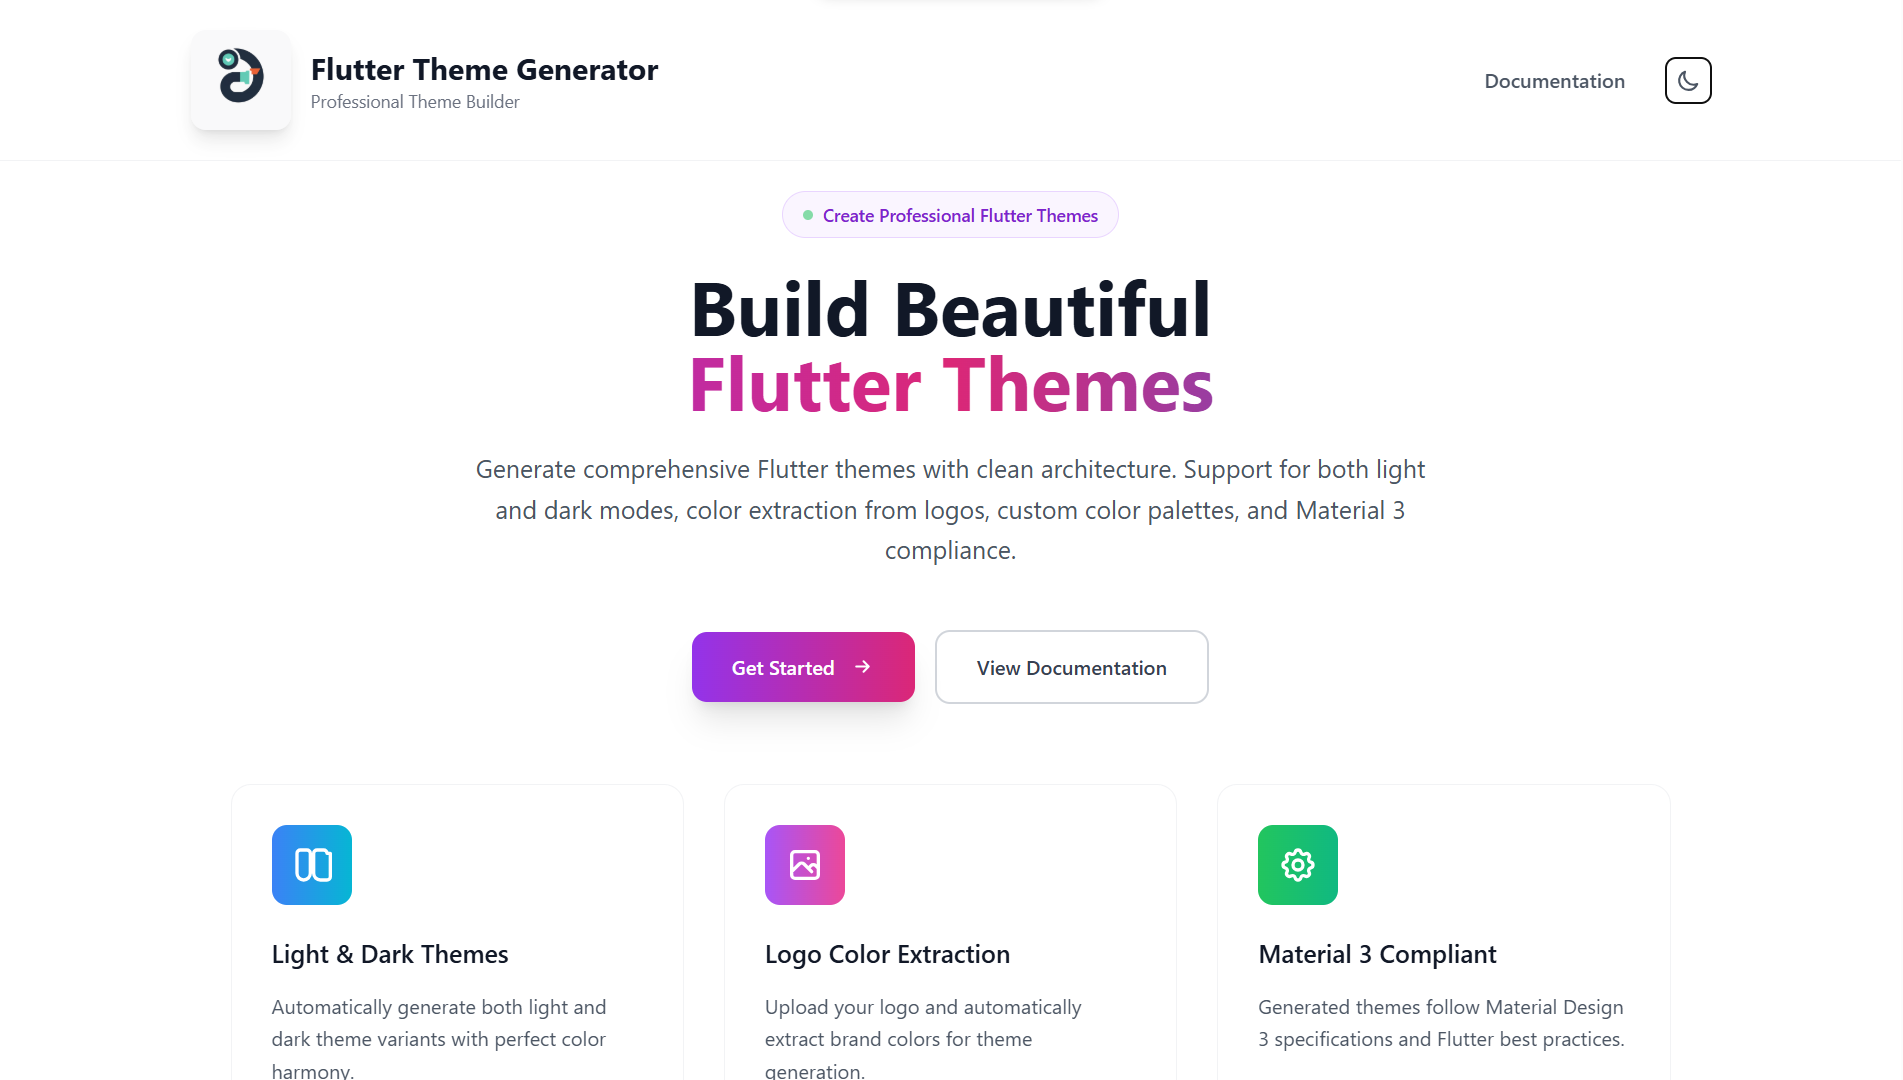 Flutter Theme Generator
Professional Theme Builder
Documentation
Create Professional Flutter Themes
Build Beautiful
Flutter Themes
Generate comprehensive Flutter themes with clean architecture. Support for both light
and dark modes, color extraction from logos, custom color palettes, and Material 3
compliance.
Get Started
View Documentation
Light & Dark Themes
Automatically generate both light and
dark theme variants with perfect color
harmony.
Logo Color Extraction
Upload your logo and automatically
extract brand colors for theme
generation.
Material 3 Compliant
Generated themes follow Material Design
3 specifications and Flutter best practices.